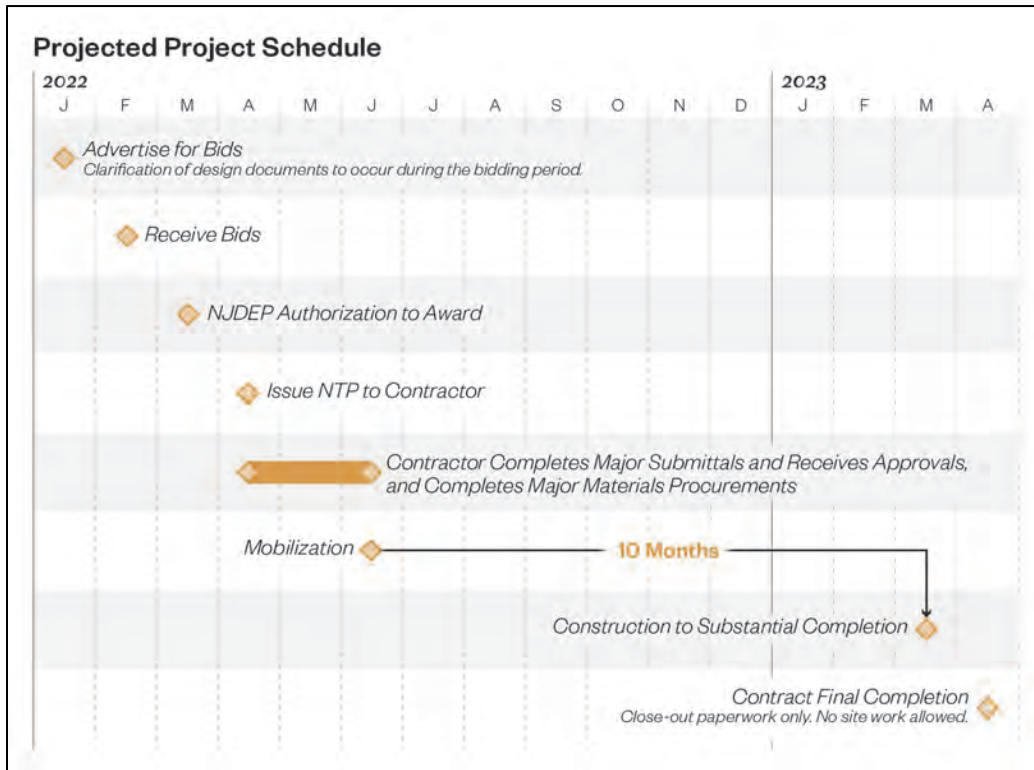 Projected Project Schedule
2022
2023
J F M A M J J A S O N D J F M A
Advertise for Bids
Clarification of design documents to occur during the bidding period.
Receive Bids
NJDEP Authorization to Award
Issue NTP to Contractor
Contractor Completes Major Submittals and Receives Approvals,
and Completes Major Materials Procurements
Mobilization
10 Months
Construction to Substantial Completion
Contract Final Completion
Close-out paperwork only. No site work allowed.